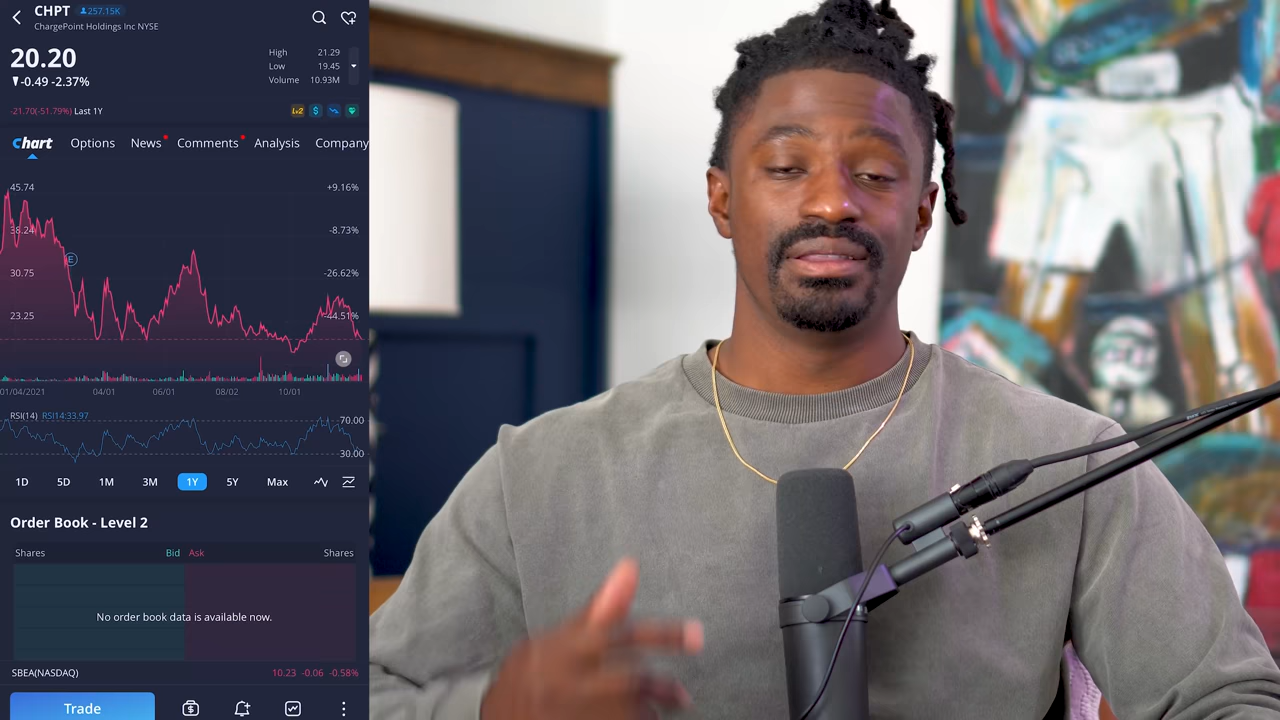 CHPT 257.15K
ChargePoint Holdings Inc NYSE
20.20
-0.49 -2.37%
High 21.29
Low 19.45
Volume 10.93M
-21.70(-51.79%) Last 1Y
Lv2 $
Chart Options News Comments Analysis Company
45.74 +9.16%
38.24 -8.73%
E
30.75 -26.62%
23.25 -44.51%
01/04/2021 04/01 06/01 08/02 10/01
RSI(14) RSI14:33.97 70.00
30.00
1D 5D 1M 3M 1Y 5Y Max
Order Book - Level 2
Shares Bid Ask Shares
No order book data is available now.
SBEA(NASDAQ) 10.23 -0.06 -0.58%
Trade